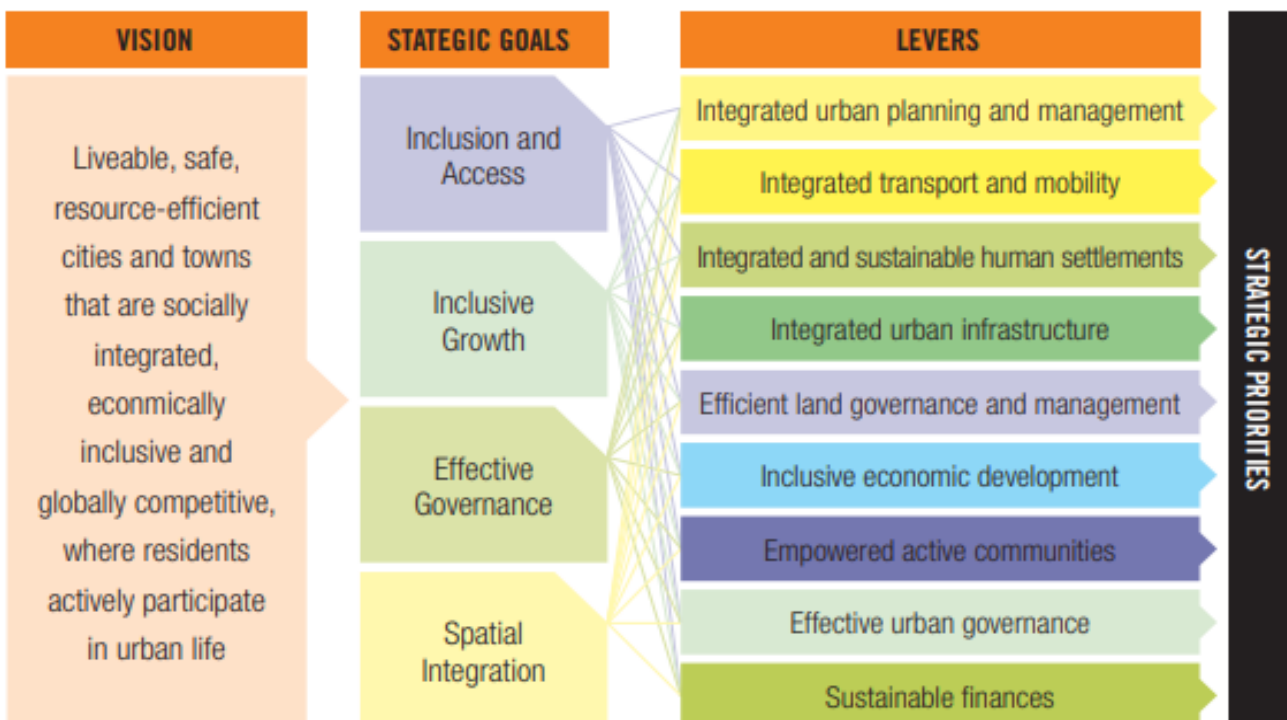 VISION
Liveable, safe,
resource-efficient
cities and towns
that are socially
integrated,
econmically
inclusive and
globally competitive,
where residents
actively participate
in urban life
STATEGIC GOALS
Inclusion and
Access
Inclusive
Growth
Effective
Governance
Spatial
Integration
LEVERS
Integrated urban planning and management
Integrated transport and mobility
Integrated and sustainable human settlements
Integrated urban infrastructure
Efficient land governance and management
Inclusive economic development
Empowered active communities
Effective urban governance
Sustainable finances
STRATEGIC PRIORITIES